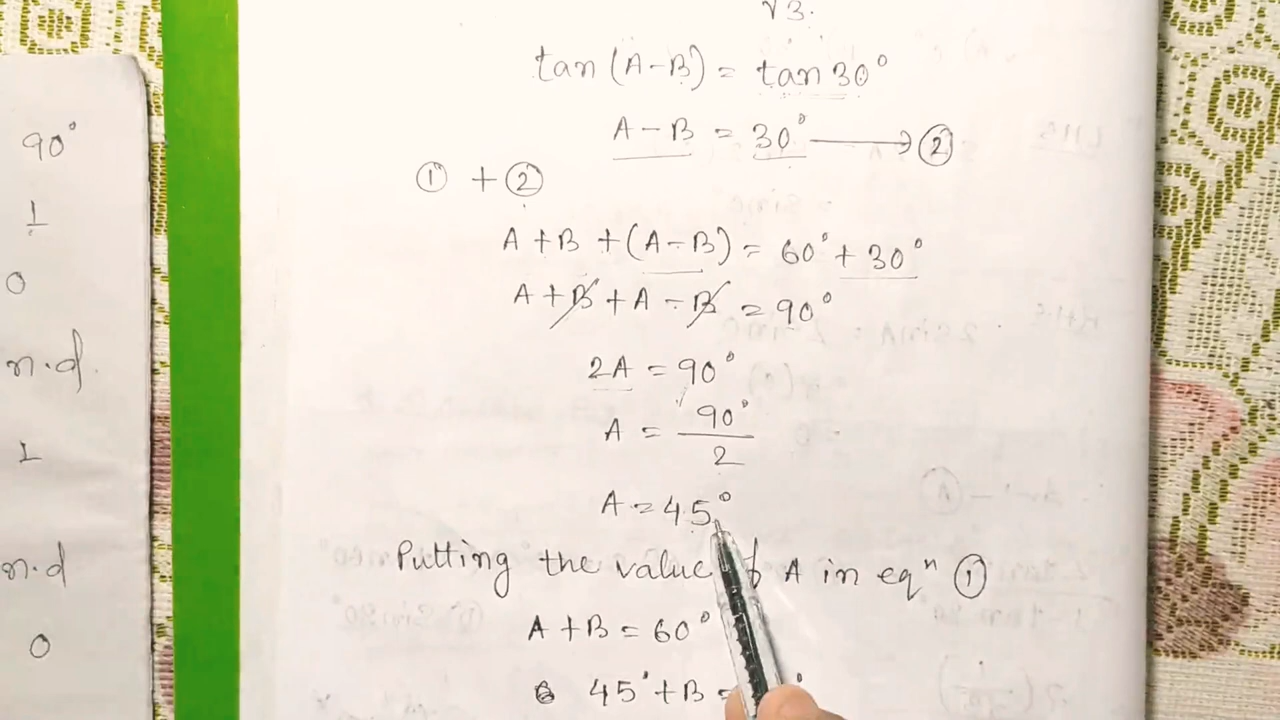 √3.
tan (A-B) = tan 30°
A - B = 30° ⟶ ②
① + ②
A + B + (A - B) = 60° + 30°
A + B + A - B = 90°
2A = 90°
A = 90°/2
A = 45°
Putting the value of A in eqⁿ ①
A + B = 60°
45° + B =
90°
1
0
n.d.
1
n.d
0